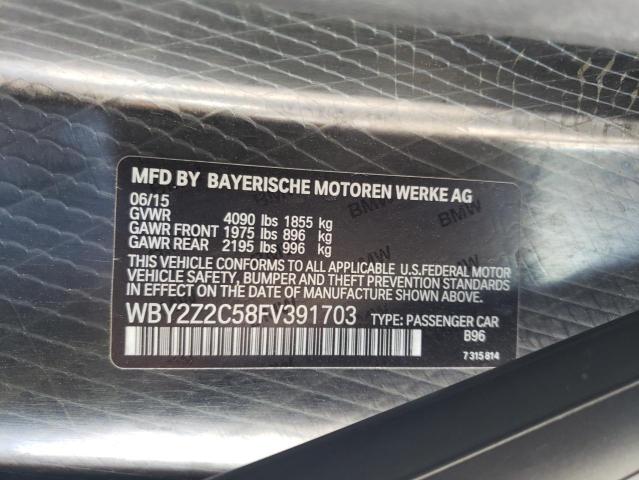 MFD BY BAYERISCHE MOTOREN WERKE AG
06/15
GVWR 4090 lbs 1855 kg
GAWR FRONT 1975 lbs 896 kg
GAWR REAR 2195 lbs 996 kg
THIS VEHICLE CONFORMS TO ALL APPLICABLE U.S.FEDERAL MOTOR
VEHICLE SAFETY, BUMPER AND THEFT PREVENTION STANDARDS
IN EFFECT ON THE DATE OF MANUFACTURE SHOWN ABOVE.
WBY2Z2C58FV391703 TYPE: PASSENGER CAR
B96
7 315 814
BMW
BMW
BMW